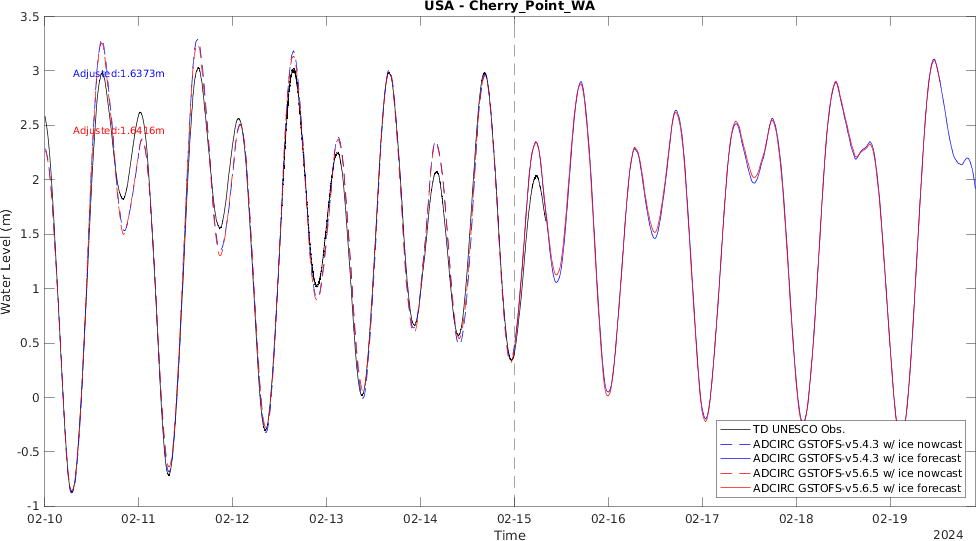 USA - Cherry_Point_WA
3.5
3
2.5
2
1.5
1
0.5
0
-0.5
-1
Water Level (m)
Adjusted:1.6373m
Adjusted:1.6416m
TD UNESCO Obs.
ADCIRC GSTOFS-v5.4.3 w/ ice nowcast
ADCIRC GSTOFS-v5.4.3 w/ ice forecast
ADCIRC GSTOFS-v5.6.5 w/ ice nowcast
ADCIRC GSTOFS-v5.6.5 w/ ice forecast
02-10 02-11 02-12 02-13 02-14 02-15 02-16 02-17 02-18 02-19
Time
2024